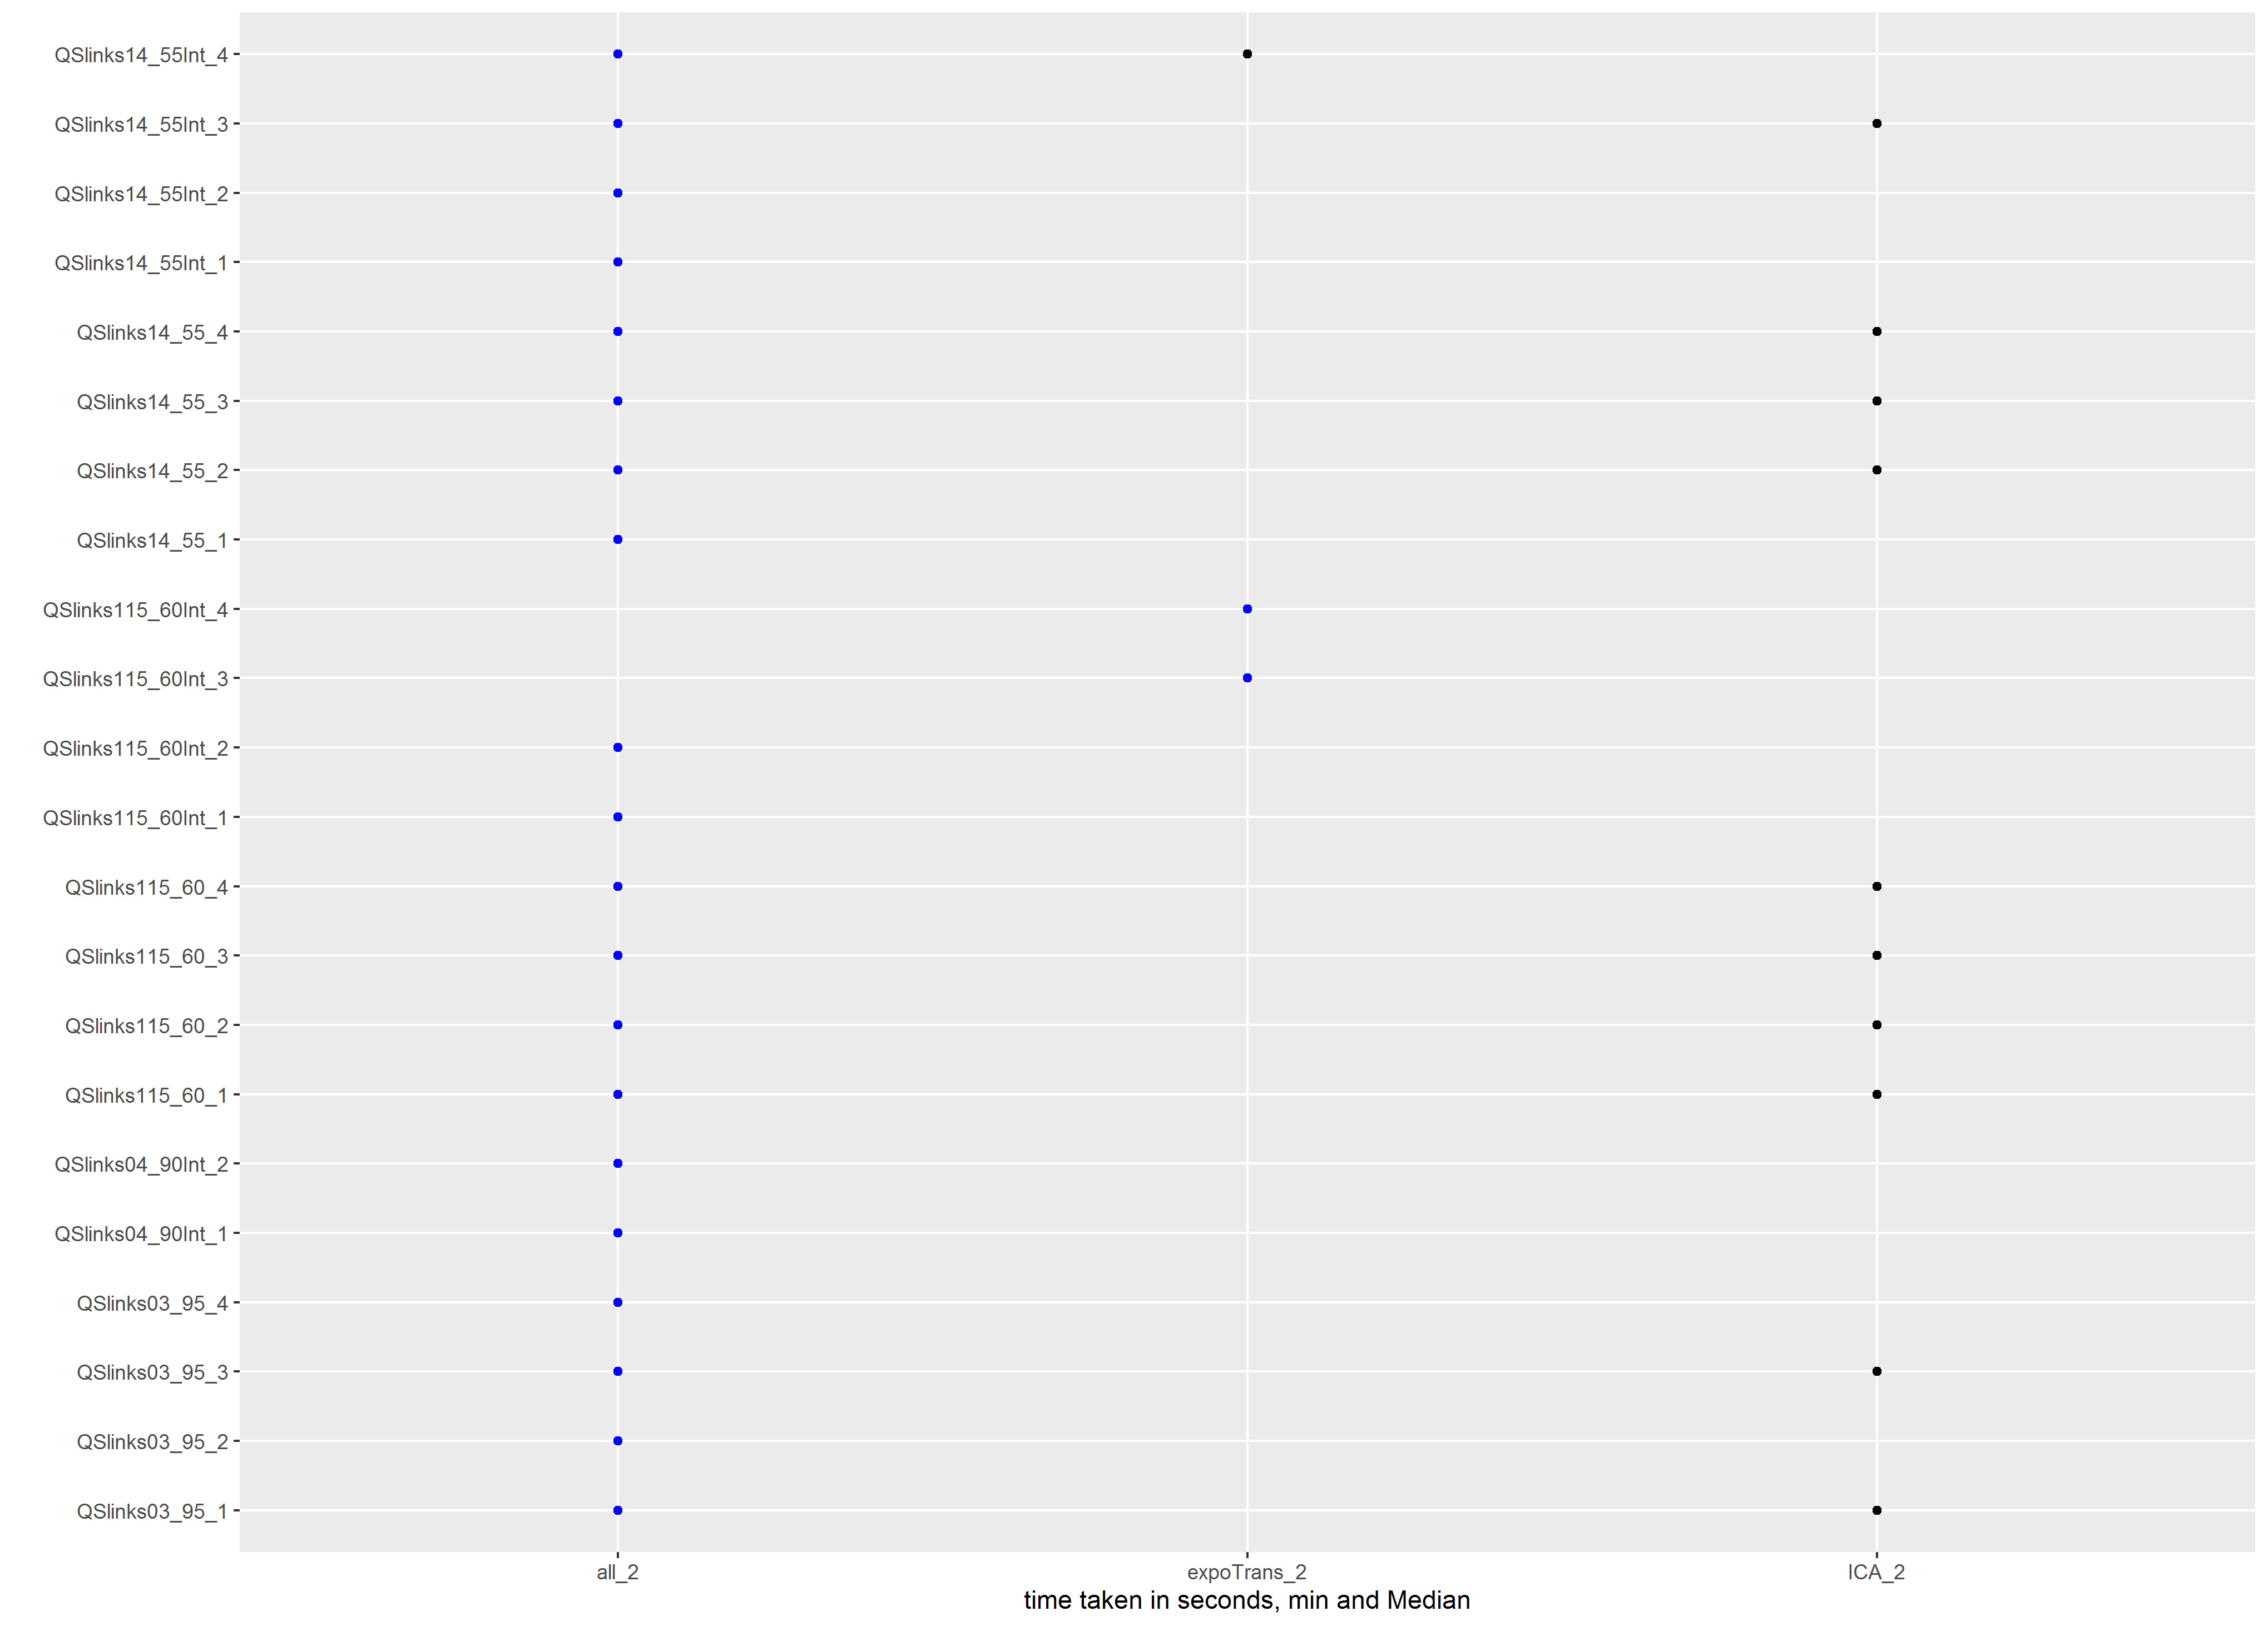 QSlinks14_55Int_4
QSlinks14_55Int_3
QSlinks14_55Int_2
QSlinks14_55Int_1
QSlinks14_55_4
QSlinks14_55_3
QSlinks14_55_2
QSlinks14_55_1
QSlinks115_60Int_4
QSlinks115_60Int_3
QSlinks115_60Int_2
QSlinks115_60Int_1
QSlinks115_60_4
QSlinks115_60_3
QSlinks115_60_2
QSlinks115_60_1
QSlinks04_90Int_2
QSlinks04_90Int_1
QSlinks03_95_4
QSlinks03_95_3
QSlinks03_95_2
QSlinks03_95_1
all_2 expoTrans_2 ICA_2
time taken in seconds, min and Median